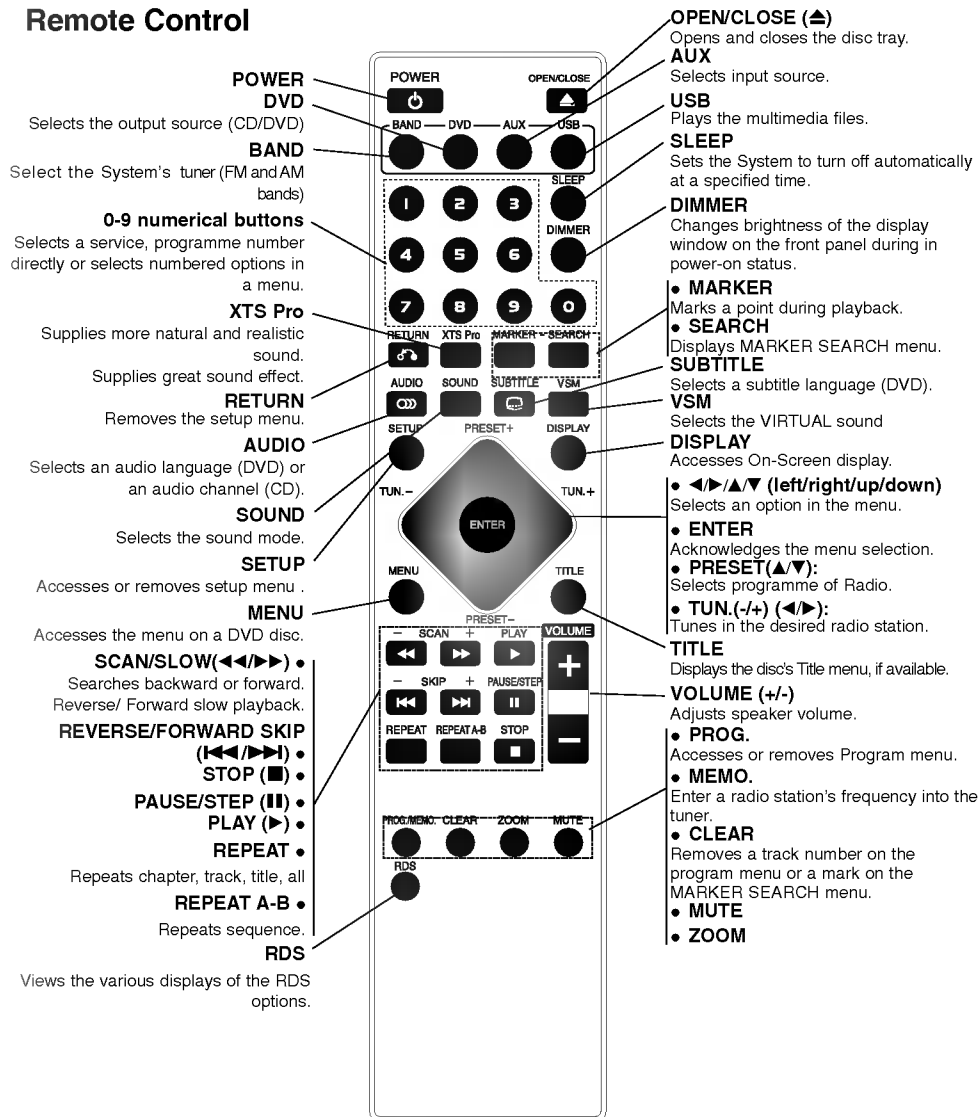 Remote Control
POWER
DVD
Selects the output source (CD/DVD)
BAND
Select the System's tuner (FM and AM
bands)
0-9 numerical buttons
Selects a service, programme number
directly or selects numbered options in
a menu.
XTS Pro
Supplies more natural and realistic
sound.
Supplies great sound effect.
RETURN
Removes the setup menu.
AUDIO
Selects an audio language (DVD) or
an audio channel (CD).
SOUND
Selects the sound mode.
SETUP
Accesses or removes setup menu .
MENU
Accesses the menu on a DVD disc.
SCAN/SLOW(◀◀/▶▶) •
Searches backward or forward.
Reverse/ Forward slow playback.
REVERSE/FORWARD SKIP
(|◀◀/▶▶|) •
STOP (■) •
PAUSE/STEP (❚❚) •
PLAY (▶) •
REPEAT •
Repeats chapter, track, title, all
REPEAT A-B •
Repeats sequence.
RDS
Views the various displays of the RDS
options.
POWER OPEN/CLOSE
BAND DVD AUX USB
SLEEP
1 2 3
DIMMER
4 5 6
7 8 9 0
RETURN XTS Pro MARKER SEARCH
AUDIO SOUND SUBTITLE VSM
SETUP PRESET+ DISPLAY
TUN.- TUN.+
ENTER
MENU TITLE
PRESET-
- SCAN + PLAY VOLUME
+
- SKIP + PAUSE/STEP
REPEAT REPEAT A-B STOP
-
PROG./MEMO. CLEAR ZOOM MUTE
RDS
OPEN/CLOSE (⏏)
Opens and closes the disc tray.
AUX
Selects input source.
USB
Plays the multimedia files.
SLEEP
Sets the System to turn off automatically
at a specified time.
DIMMER
Changes brightness of the display
window on the front panel during in
power-on status.
• MARKER
Marks a point during playback.
• SEARCH
Displays MARKER SEARCH menu.
SUBTITLE
Selects a subtitle language (DVD).
VSM
Selects the VIRTUAL sound
DISPLAY
Accesses On-Screen display.
• ◀/▶/▲/▼ (left/right/up/down)
Selects an option in the menu.
• ENTER
Acknowledges the menu selection.
• PRESET(▲/▼):
Selects programme of Radio.
• TUN.(-/+) (◀/▶):
Tunes in the desired radio station.
TITLE
Displays the disc's Title menu, if available.
VOLUME (+/-)
Adjusts speaker volume.
• PROG.
Accesses or removes Program menu.
• MEMO.
Enter a radio station's frequency into the
tuner.
• CLEAR
Removes a track number on the
program menu or a mark on the
MARKER SEARCH menu.
• MUTE
• ZOOM